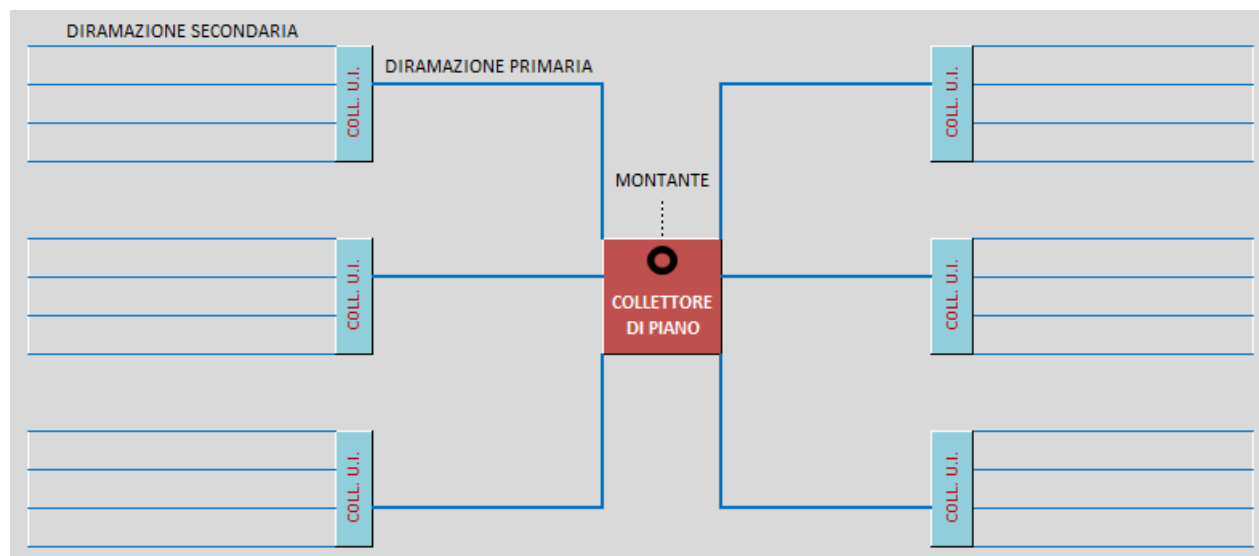 DIRAMAZIONE SECONDARIA
COLL. U.I.
DIRAMAZIONE PRIMARIA
COLL. U.I.
MONTANTE
COLL. U.I.
COLLETTORE
DI PIANO
COLL. U.I.
COLL. U.I.
COLL. U.I.